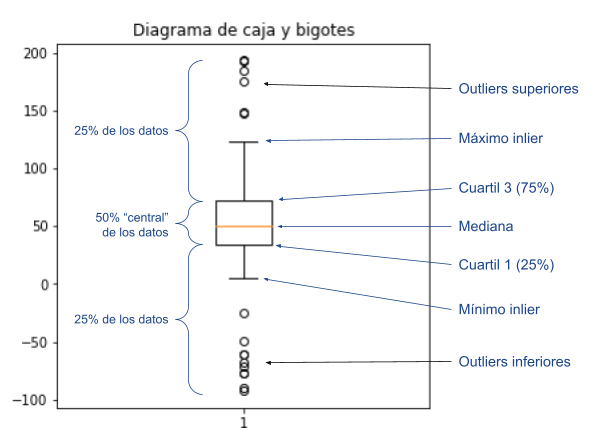 Diagrama de caja y bigotes
200
150
100
50
0
−50
−100
1
25% de los datos
50% “central”
de los datos
25% de los datos
Outliers superiores
Máximo inlier
Cuartil 3 (75%)
Mediana
Cuartil 1 (25%)
Mínimo inlier
Outliers inferiores